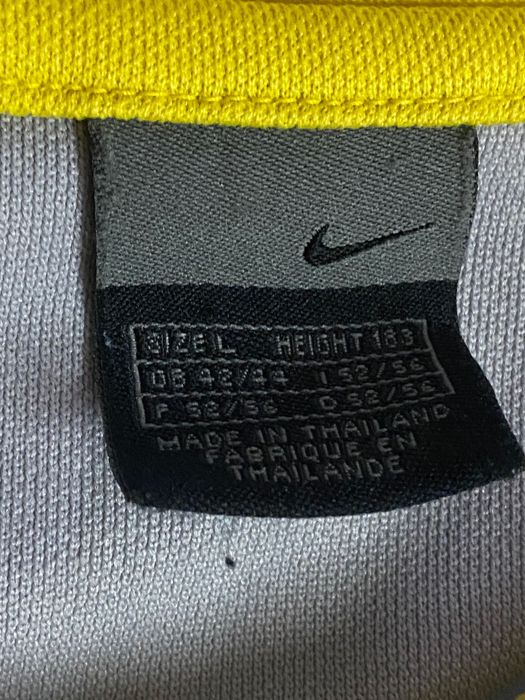 SIZE L HEIGHT 183
GB 42/44 I 52/56
F 52/56 D 52/56
MADE IN THAILAND
FABRIQUE EN
THAILANDE